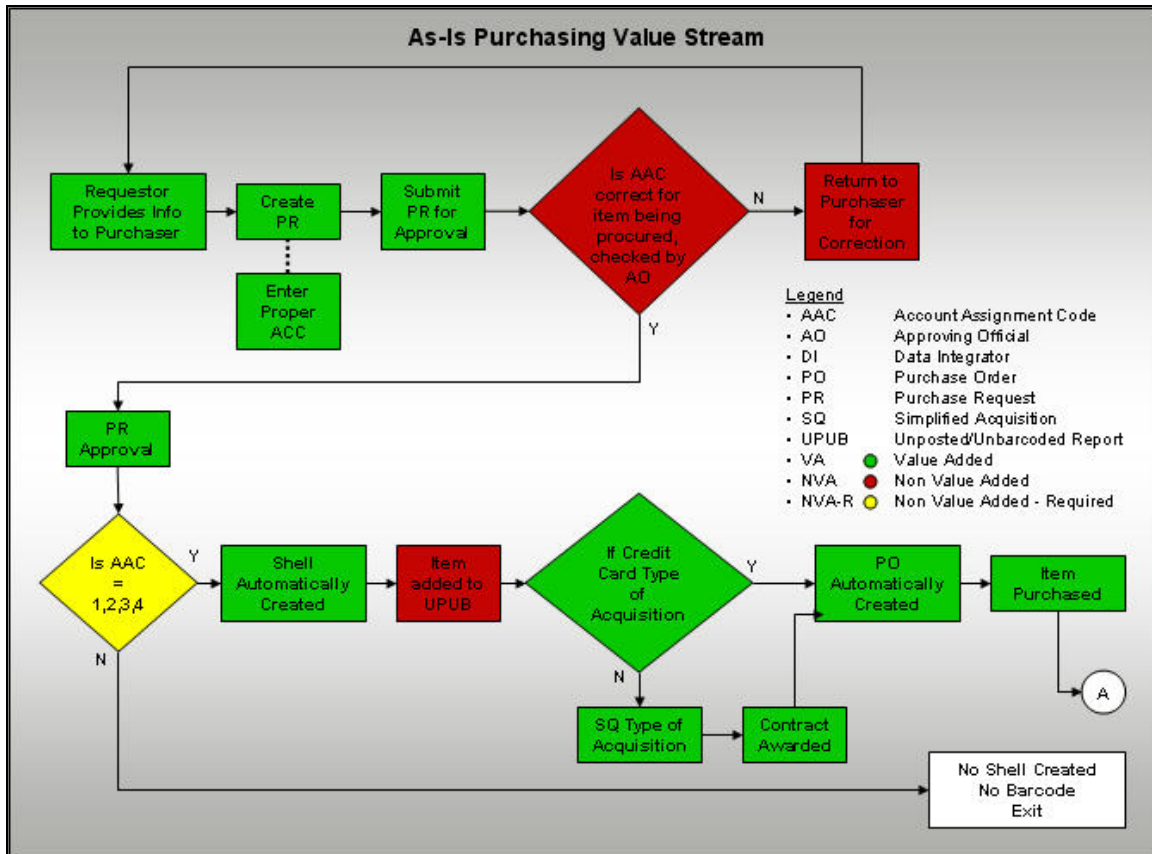 As-Is Purchasing Value Stream
Requestor
Provides Info
to Purchaser
Create
PR
Submit
PR for
Approval
Is AAC
correct for
item being
procured,
checked by
AO
N
Return to
Purchaser
for
Correction
Enter
Proper
ACC
Y
Legend
• AAC Account Assignment Code
• AO Approving Official
• DI Data Integrator
• PO Purchase Order
• PR Purchase Request
• SQ Simplified Acquisition
• UPUB Unposted/Unbarcoded Report
• VA Value Added
• NVA Non Value Added
• NVA-R Non Value Added - Required
PR
Approval
Is AAC
=
1,2,3,4
Y
Shell
Automatically
Created
Item
added to
UPUB
If Credit
Card Type
of
Acquisition
Y
PO
Automatically
Created
Item
Purchased
N
N
SQ Type of
Acquisition
Contract
Awarded
A
No Shell Created
No Barcode
Exit